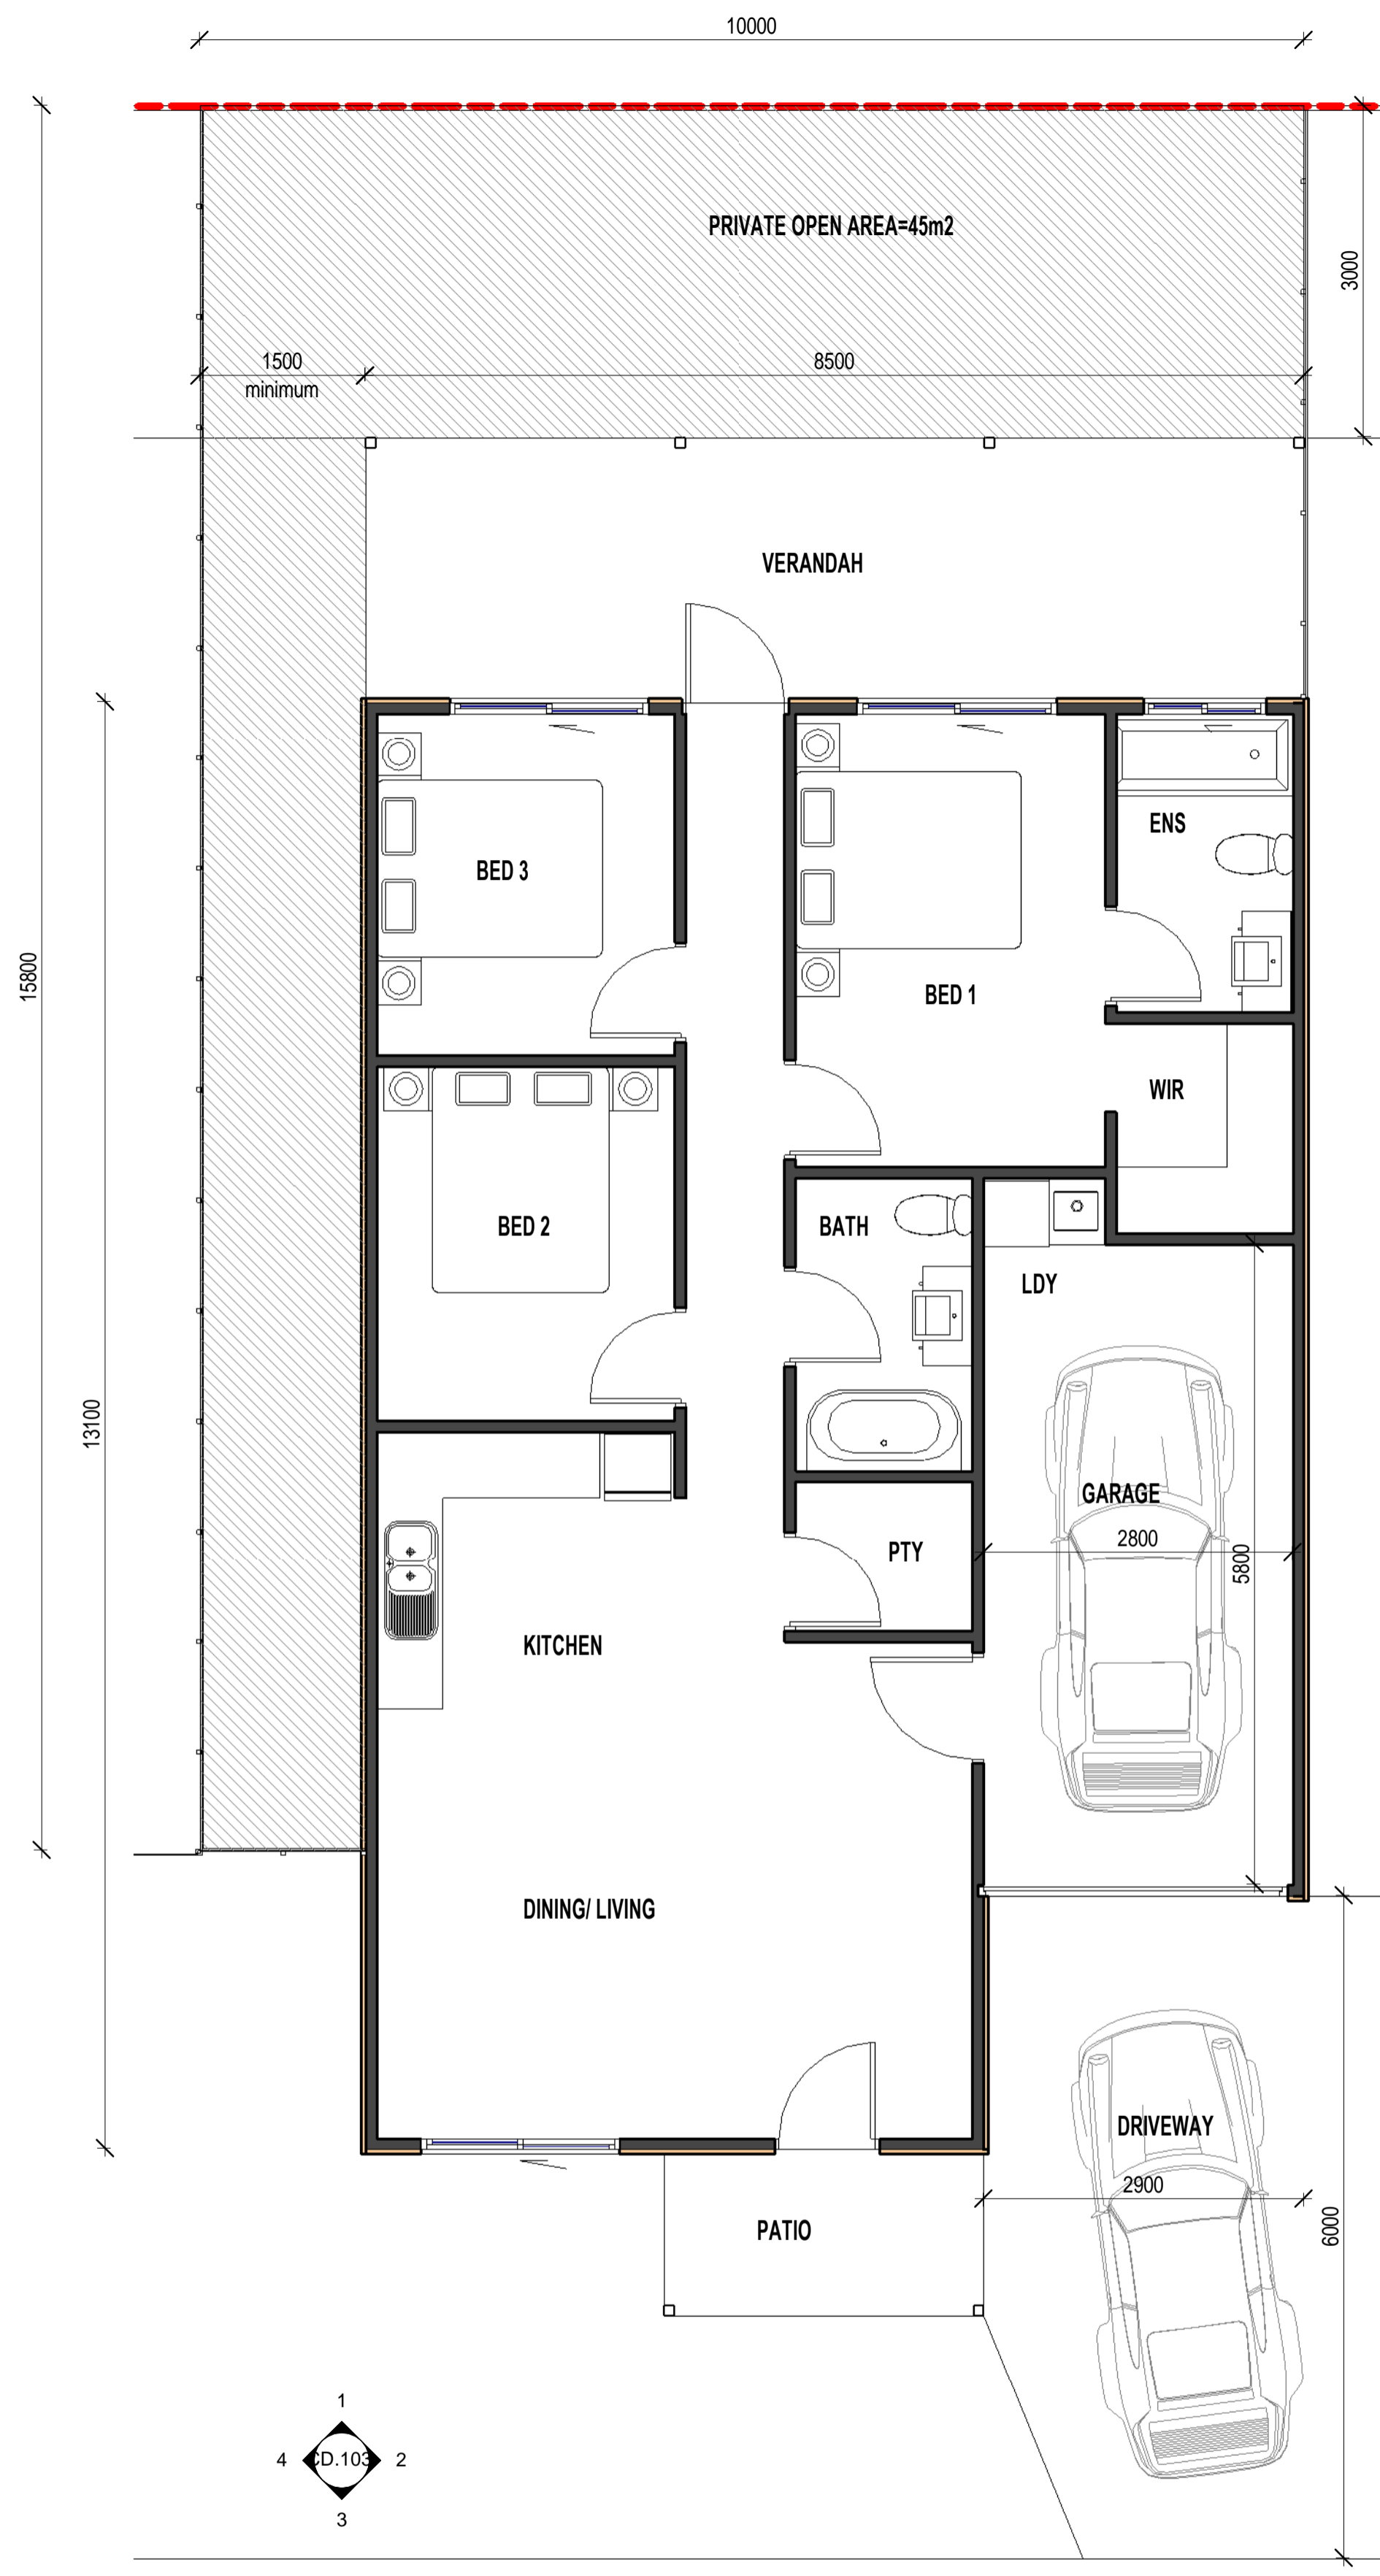 10000
PRIVATE OPEN AREA=45m2
3000
1500
minimum
8500
VERANDAH
ENS
BED 3
15800
BED 1
WIR
BED 2
BATH
LDY
13100
GARAGE
2800
5800
PTY
KITCHEN
DINING/ LIVING
DRIVEWAY
2900
6000
PATIO
1
4
CD.103
2
3